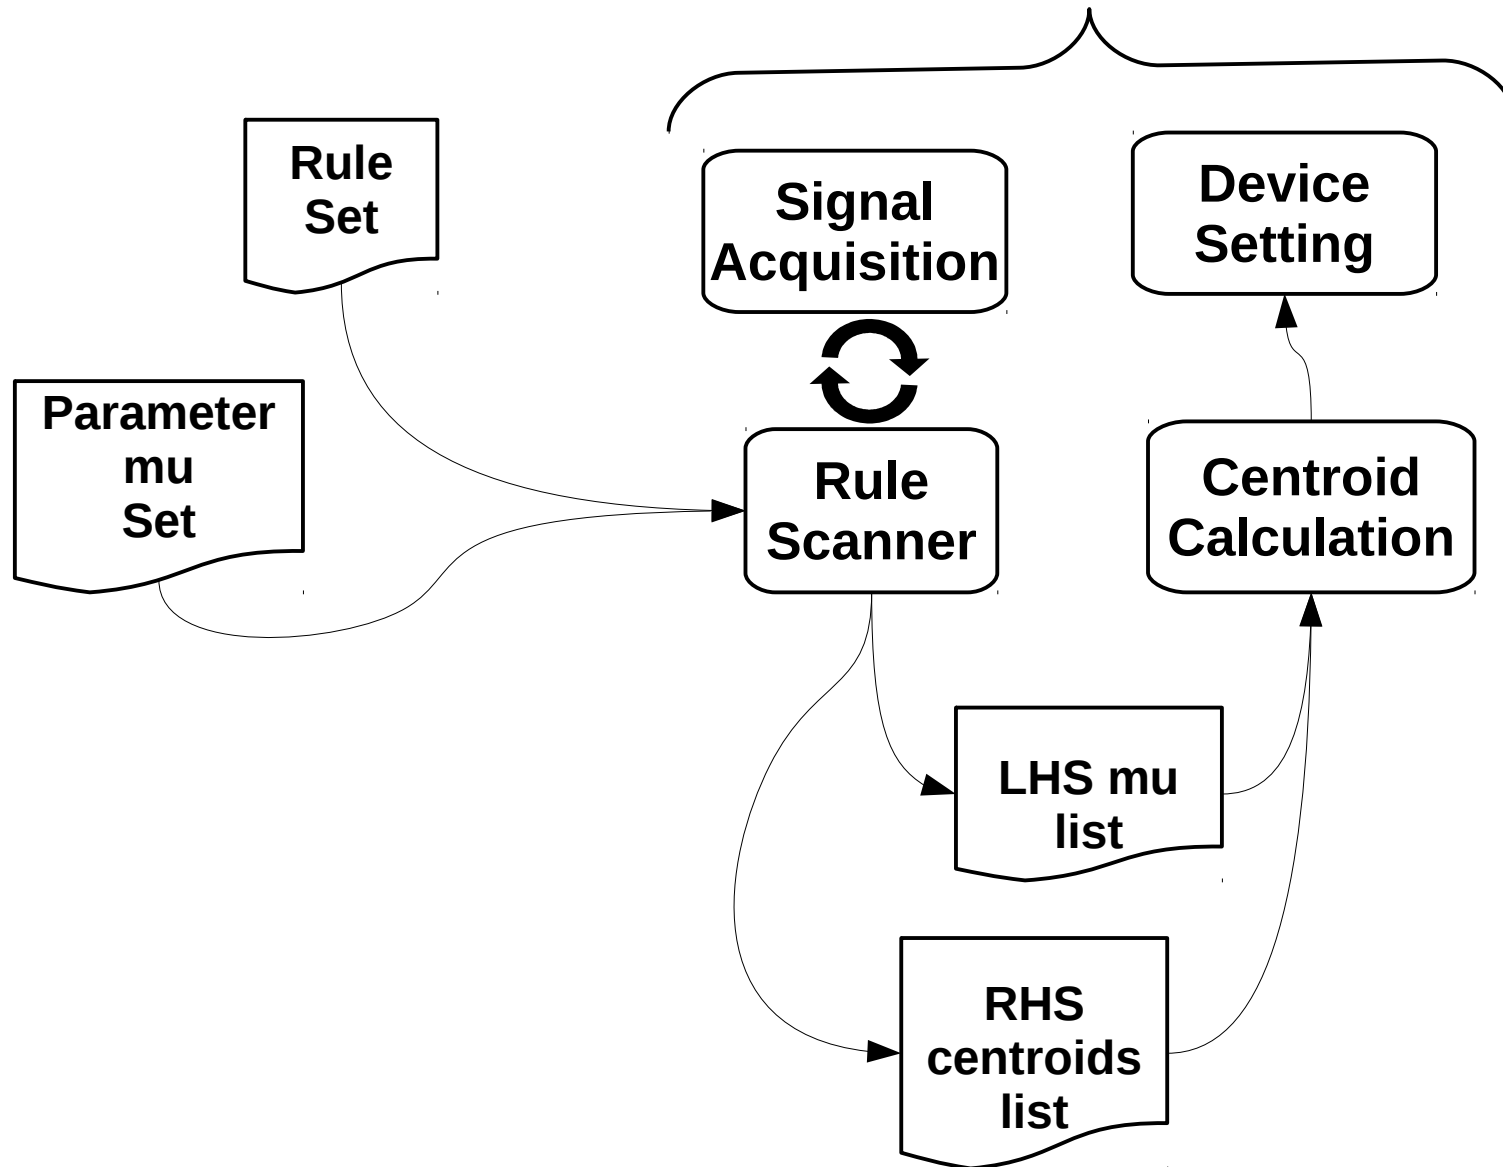 Rule
Set
Signal
Acquisition
Device
Setting
Parameter
mu
Set
Rule
Scanner
Centroid
Calculation
LHS mu
list
RHS
centroids
list